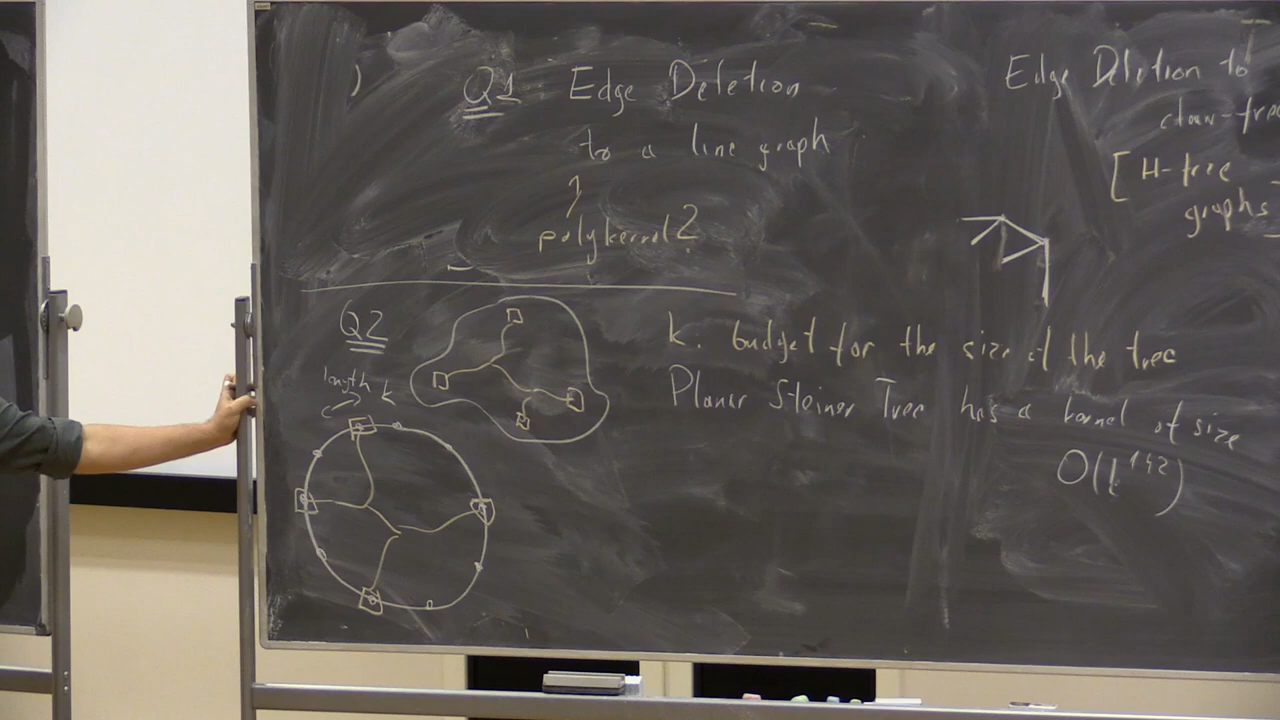 Q1 Edge Deletion
to a line graph
polykernel?
Edge Deletion to
claw-free
[H-free
graphs]
Q2
length k
k. budget for the size of the tree
Planar Steiner Tree has a kernel of size
O(k^142)